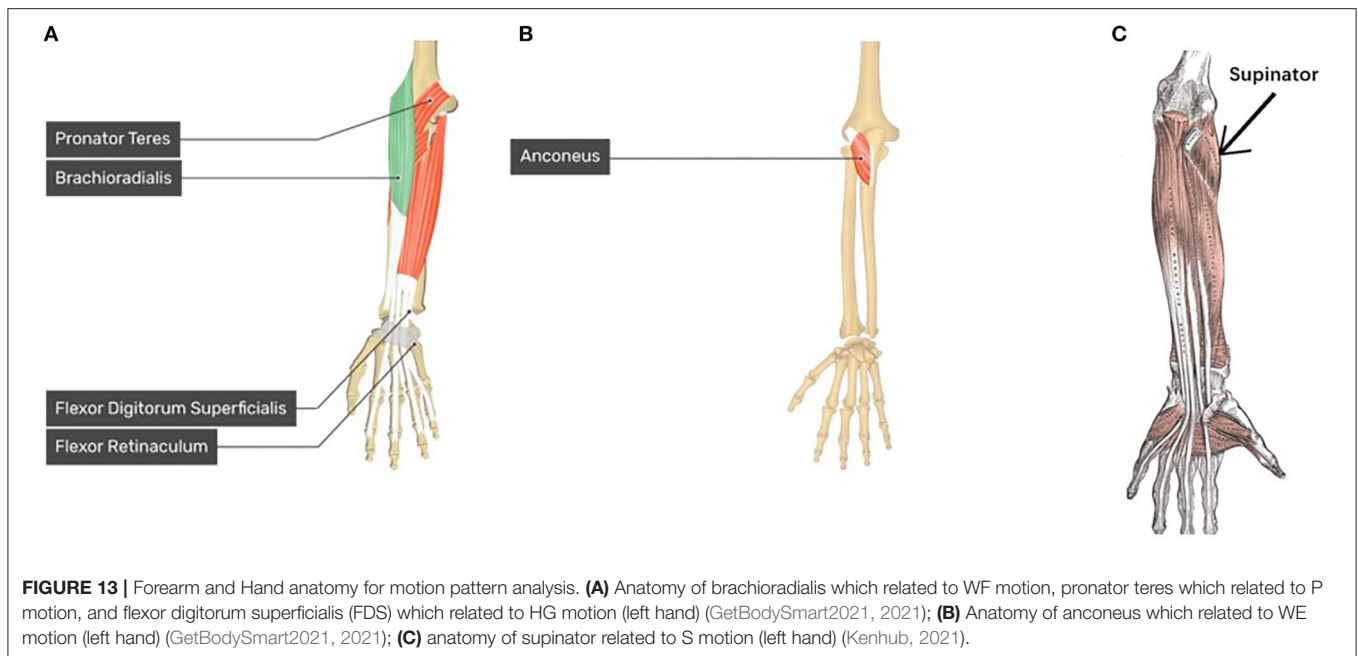 A
B
C
Supinator
Pronator Teres
Brachioradialis
Anconeus
Flexor Digitorum Superficialis
Flexor Retinaculum
FIGURE 13 | Forearm and Hand anatomy for motion pattern analysis. (A) Anatomy of brachioradialis which related to WF motion, pronator teres which related to P
motion, and flexor digitorum superficialis (FDS) which related to HG motion (left hand) (GetBodySmart2021, 2021); (B) Anatomy of anconeus which related to WE
motion (left hand) (GetBodySmart2021, 2021); (C) anatomy of supinator related to S motion (left hand) (Kenhub, 2021).